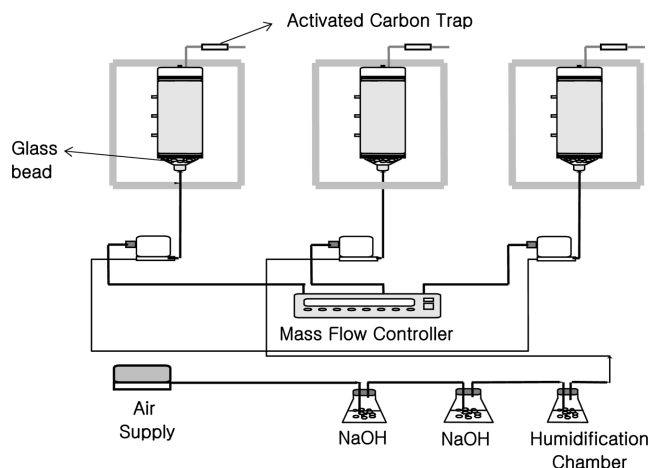 Activated Carbon Trap
Glass
bead
Mass Flow Controller
Air
Supply
NaOH
NaOH
Humidification
Chamber